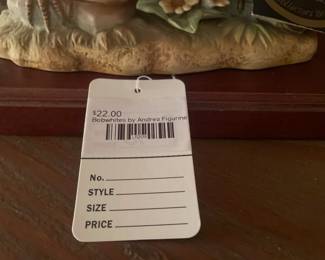 $22.00
Bobwhites by Andrea Figurine
No.
STYLE
SIZE
PRICE